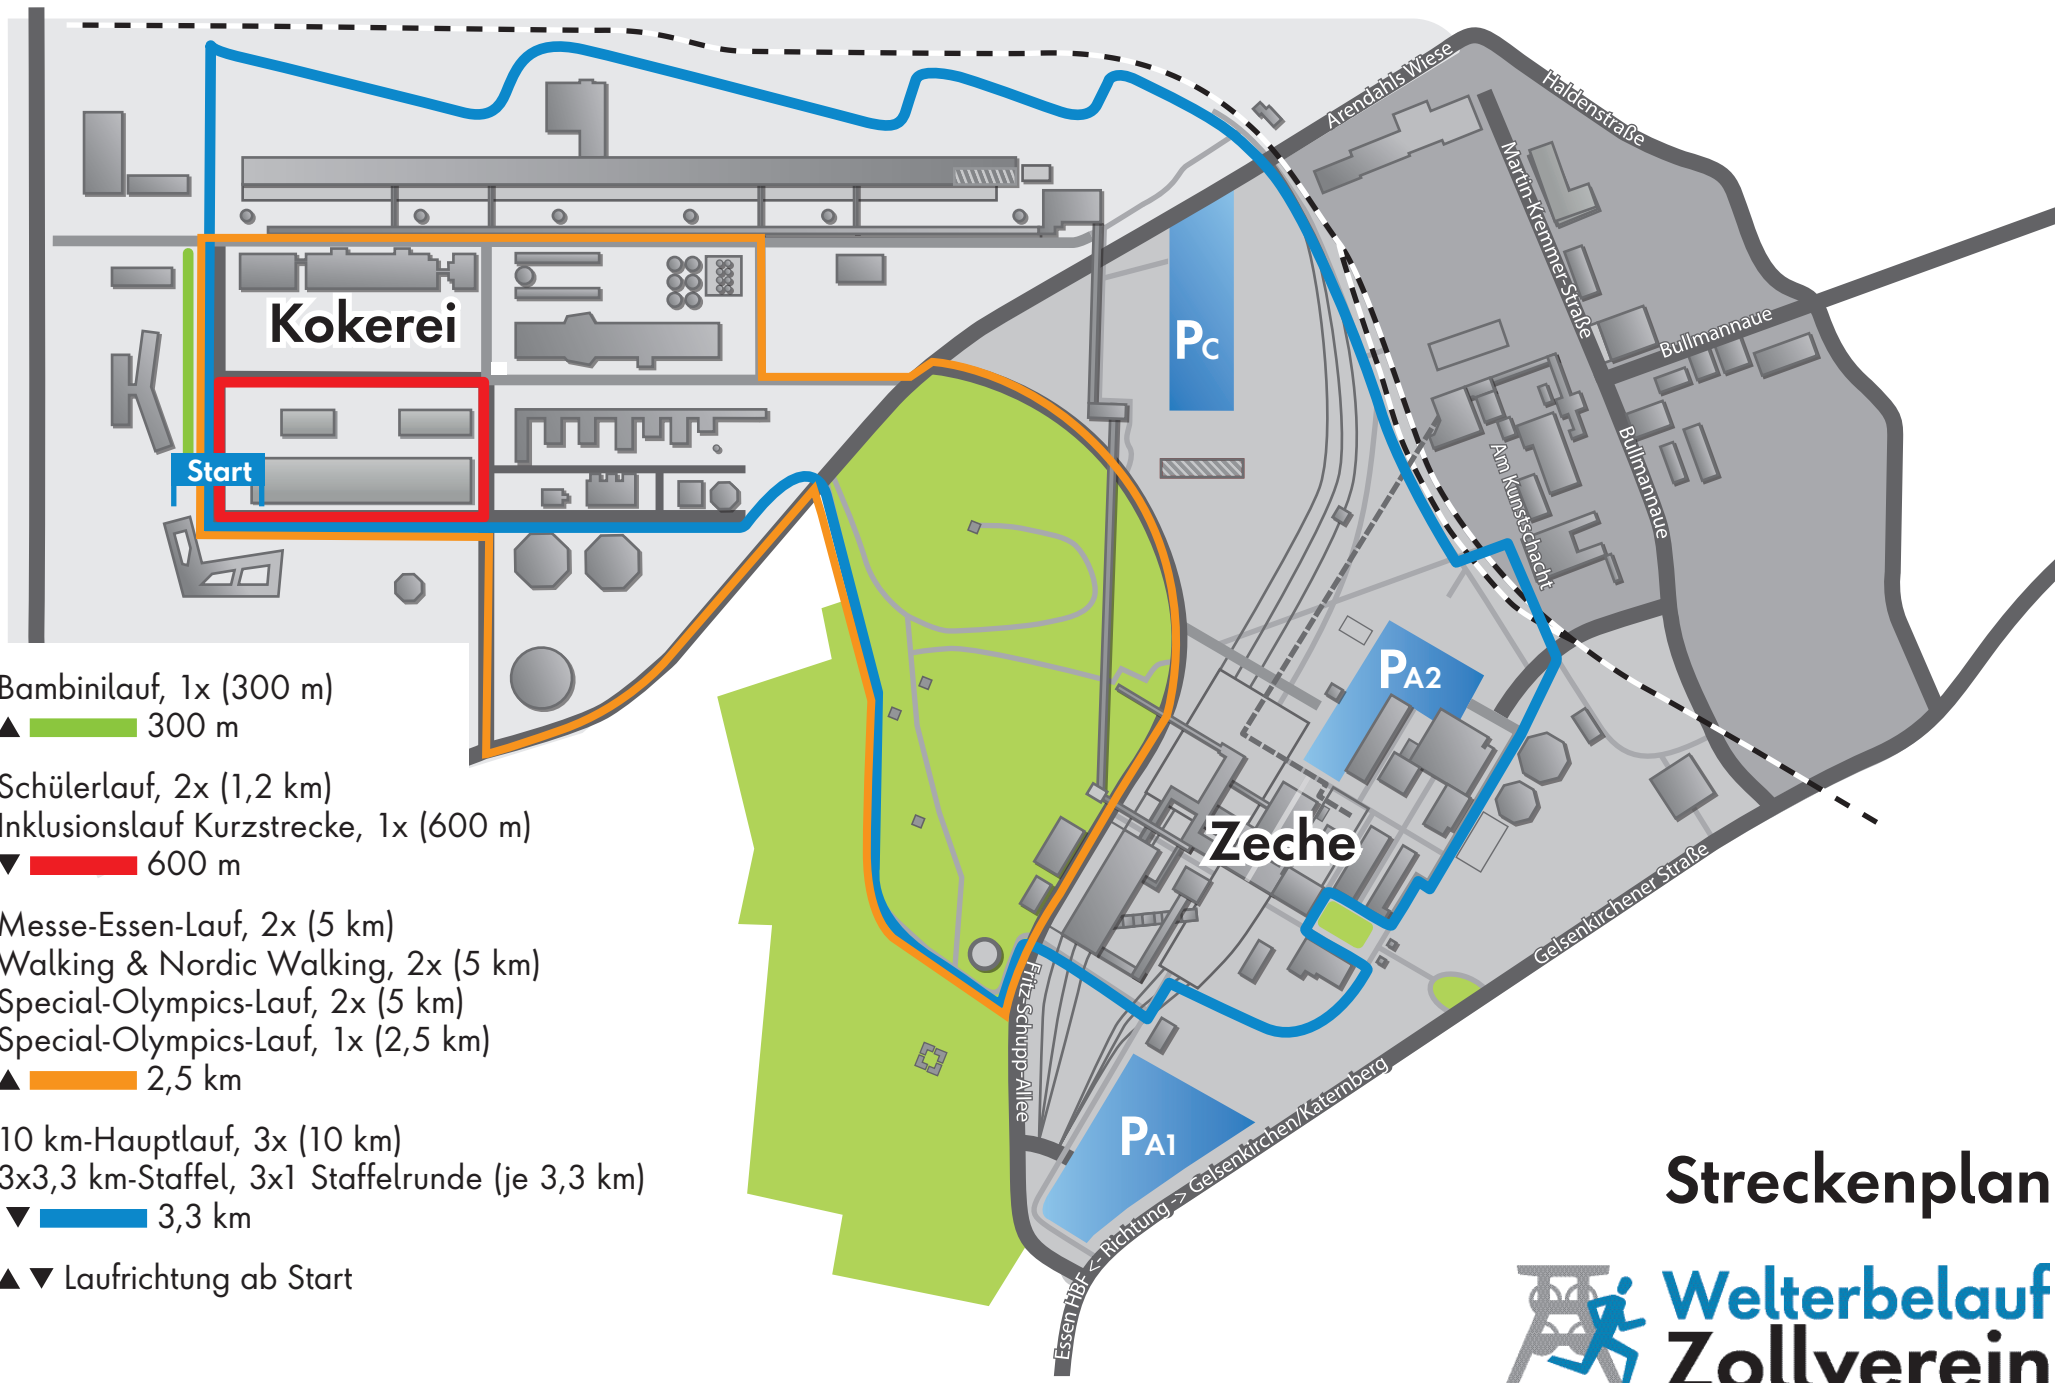 Arendahls Wiese
Haldenstraße
Martin-Kremmer-Straße
Kokerei
PC
Bullmannaue
Start
Am Kunstschacht
Bullmannaue
PA2
Bambinilauf, 1x (300 m)
▲ 300 m
Schülerlauf, 2x (1,2 km)
Inklusionslauf Kurzstrecke, 1x (600 m)
▼ 600 m
Zeche
Gelsenkirchener Straße
Messe-Essen-Lauf, 2x (5 km)
Walking & Nordic Walking, 2x (5 km)
Special-Olympics-Lauf, 2x (5 km)
Special-Olympics-Lauf, 1x (2,5 km)
▲ 2,5 km
Fritz-Schupp-Allee
PA1
10 km-Hauptlauf, 3x (10 km)
3x3,3 km-Staffel, 3x1 Staffelrunde (je 3,3 km)
▼ 3,3 km
Essen HBF <- Richtung -> Gelsenkirchen/Katernberg
▲ ▼ Laufrichtung ab Start
Streckenplan
Welterbelauf
Zollverein